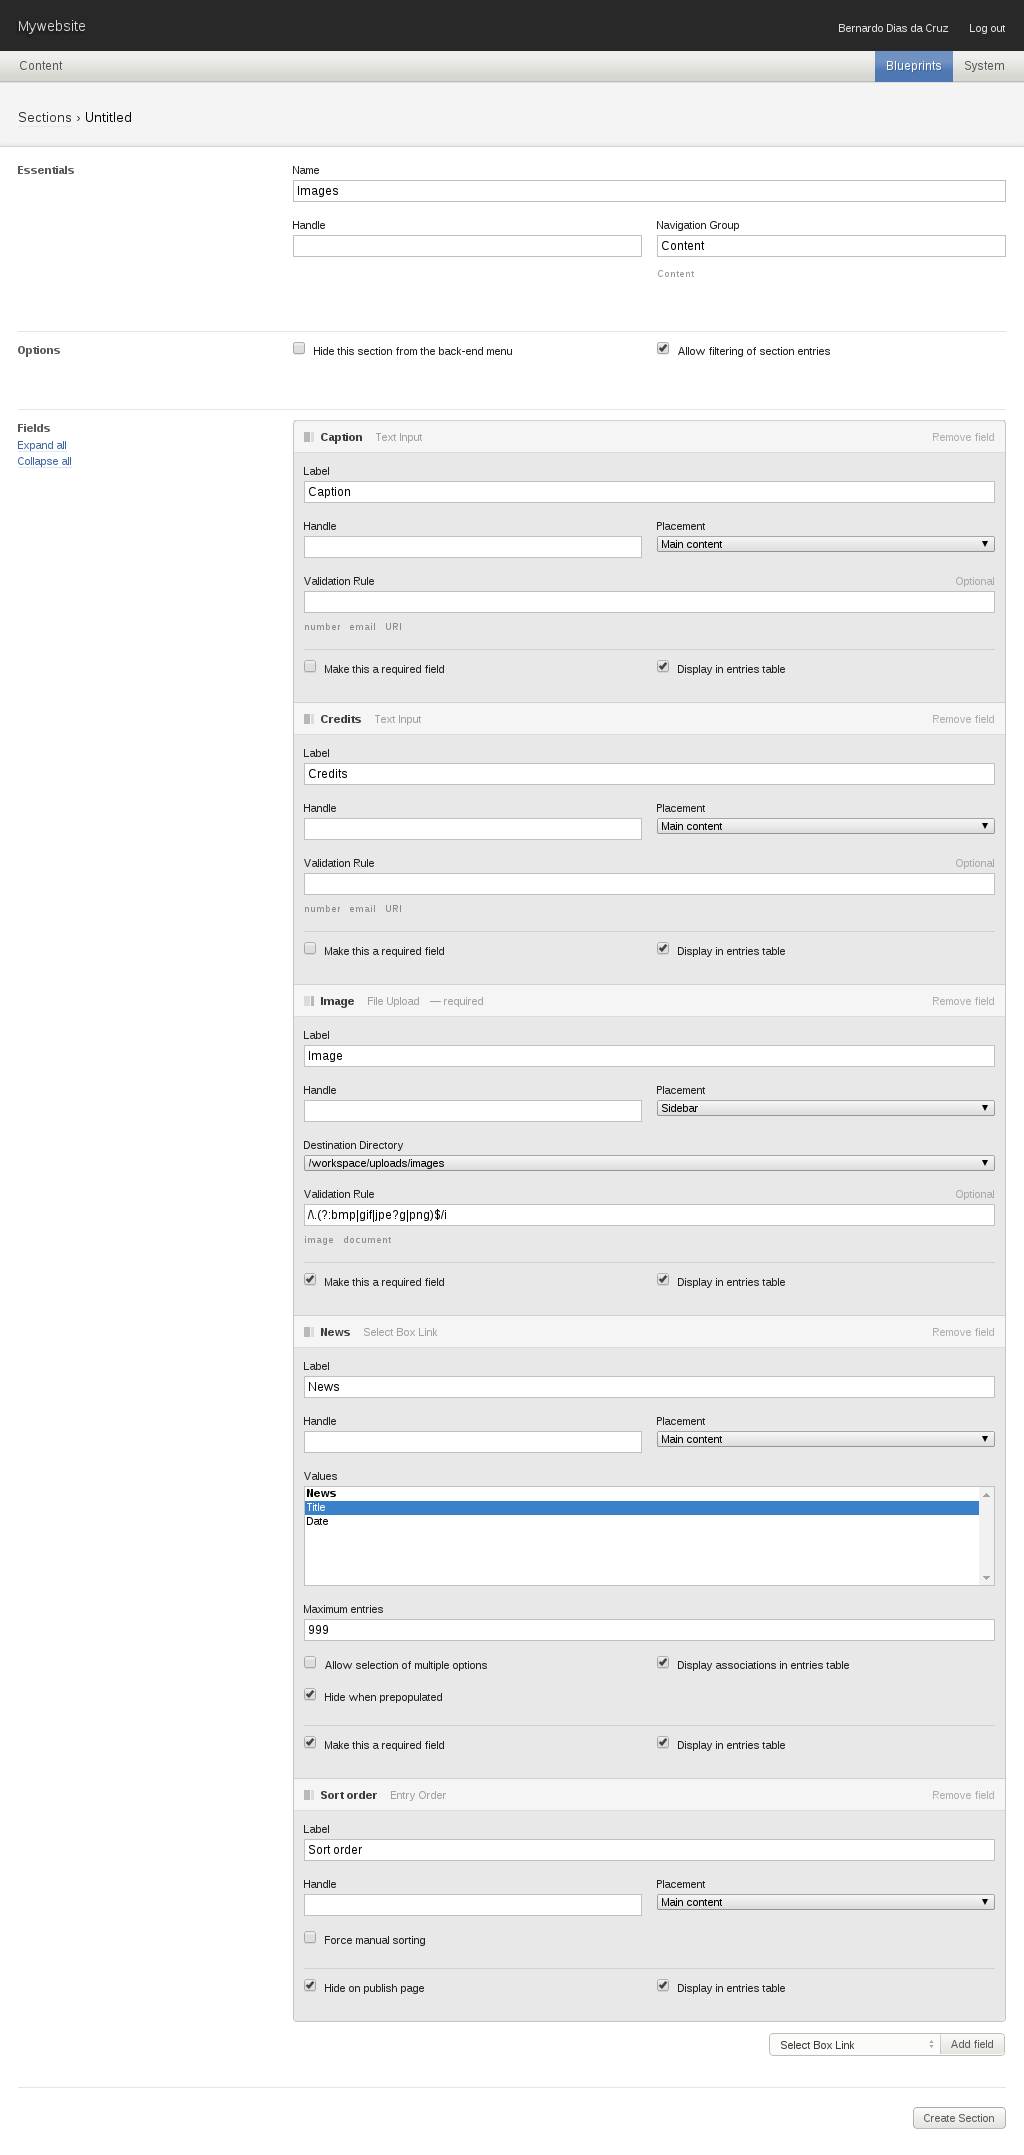 Mywebsite
Bernardo Dias da Cruz Log out
Content Blueprints System
Sections › Untitled
Essentials
Name
Images
Handle Navigation Group
Content
Content
Options
Hide this section from the back-end menu Allow filtering of section entries
Fields
Expand all
Collapse all
Caption Text Input Remove field
Label
Caption
Handle Placement
Main content
Validation Rule Optional
number email URI
Make this a required field Display in entries table
Credits Text Input Remove field
Label
Credits
Handle Placement
Main content
Validation Rule Optional
number email URI
Make this a required field Display in entries table
Image File Upload — required Remove field
Label
Image
Handle Placement
Sidebar
Destination Directory
/workspace/uploads/images
Validation Rule Optional
/\.(?:bmp|gif|jpe?g|png)$/i
image document
Make this a required field Display in entries table
News Select Box Link Remove field
Label
News
Handle Placement
Main content
Values
News
Title
Date
Maximum entries
999
Allow selection of multiple options Display associations in entries table
Hide when prepopulated
Make this a required field Display in entries table
Sort order Entry Order Remove field
Label
Sort order
Handle Placement
Main content
Force manual sorting
Hide on publish page Display in entries table
Select Box Link Add field
Create Section